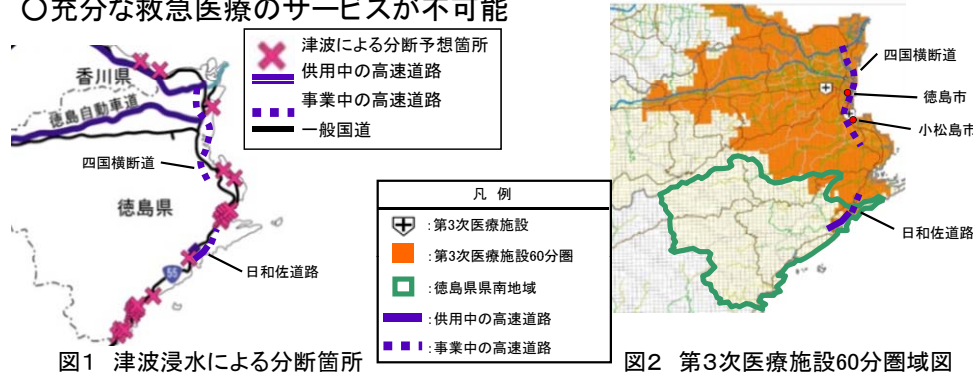 〇充分な救急医療のサービスが不可能
津波による分断予想箇所
供用中の高速道路
事業中の高速道路
一般国道
香川県
徳島自動車道
四国横断道
徳島県
日和佐道路
55
図1 津波浸水による分断箇所
凡 例
:第3次医療施設
:第3次医療施設60分圏
:徳島県県南地域
:供用中の高速道路
:事業中の高速道路
四国横断道
徳島市
小松島市
日和佐道路
図2 第3次医療施設60分圏域図